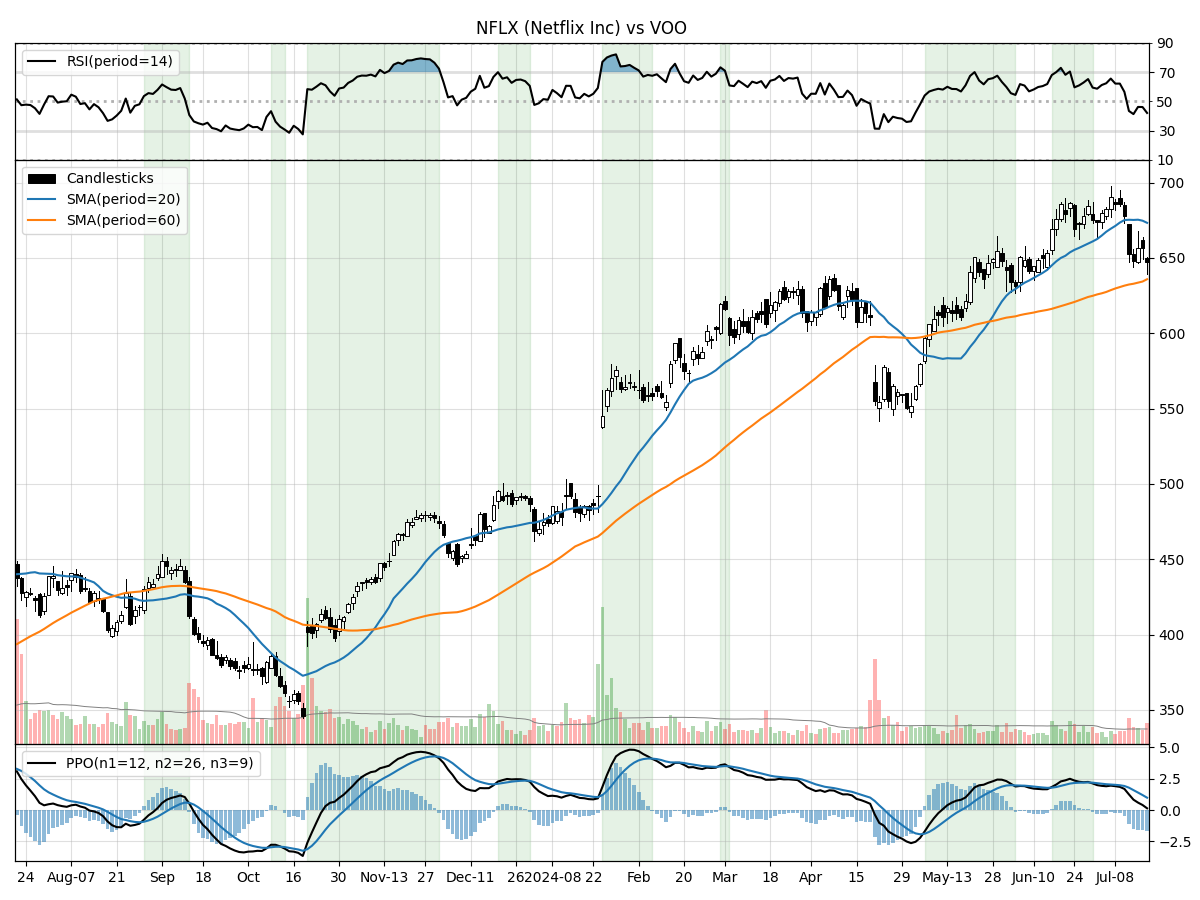 NFLX (Netflix Inc) vs VOO
RSI(period=14)
90
70
50
30
10
Candlesticks
SMA(period=20)
SMA(period=60)
700
650
600
550
500
450
400
350
PPO(n1=12, n2=26, n3=9)
5.0
2.5
0.0
−2.5
24 Aug-07 21 Sep 18 Oct 16 30 Nov-13 27 Dec-11 26 2024-08 22 Feb 20 Mar 18 Apr 15 29 May-13 28 Jun-10 24 Jul-08